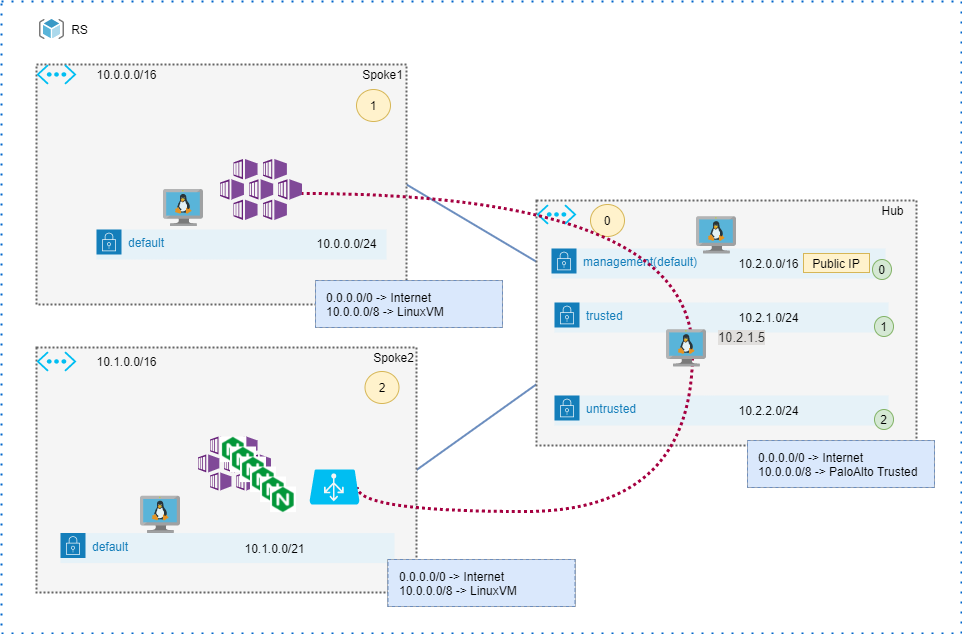 RS
10.0.0.0/16
Spoke1
1
default
10.0.0.0/24
0.0.0.0/0 -> Internet
10.0.0.0/8 -> LinuxVM
Hub
0
management(default)
10.2.0.0/16
Public IP
0
trusted
10.2.1.0/24
1
10.2.1.5
untrusted
10.2.2.0/24
2
0.0.0.0/0 -> Internet
10.0.0.0/8 -> PaloAlto Trusted
10.1.0.0/16
Spoke2
2
N
default
10.1.0.0/21
0.0.0.0/0 -> Internet
10.0.0.0/8 -> LinuxVM